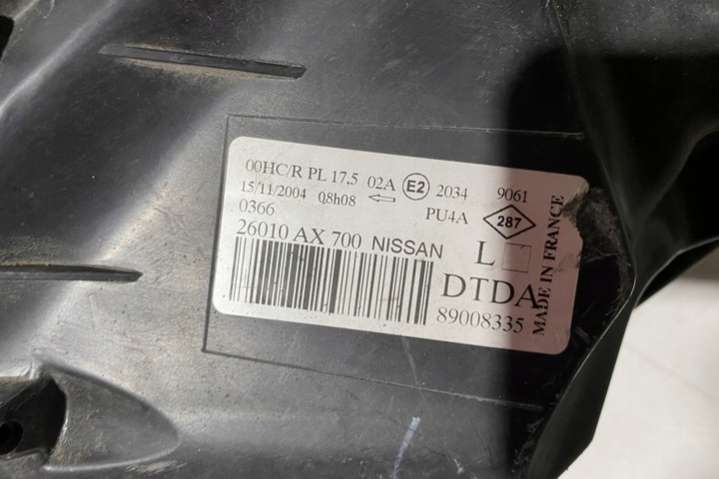 00HC/R PL 17,5 02A E2 2034 9061
15/11/2004 08h08 PU4A 287
0366
26010 AX 700 NISSAN L
DTDA
89008335
MADE IN FRANCE